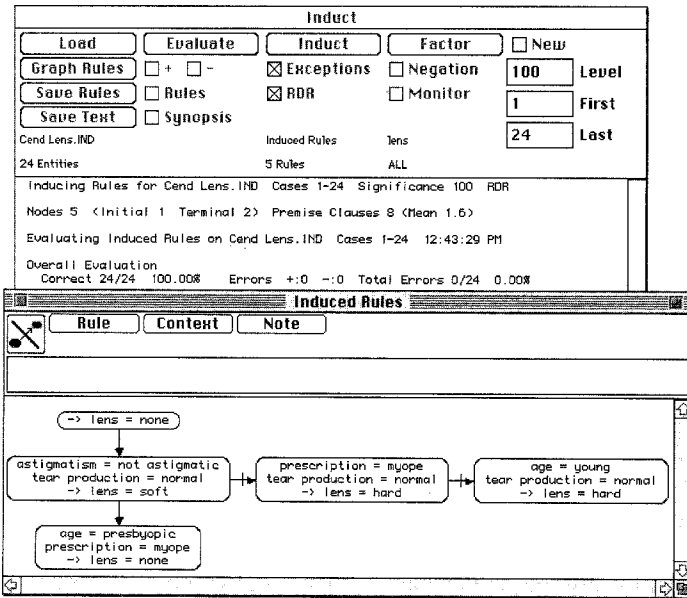 Induct
Load Evaluate Induct Factor New
Graph Rules + - Exceptions Negation 100 Level
Save Rules Rules RDR Monitor 1 First
Save Text Synopsis 24 Last
Cend Lens.IND Induced Rules lens
24 Entities 5 Rules ALL
Inducing Rules for Cend Lens.IND Cases 1-24 Significance 100 RDR
Nodes 5 (Initial 1 Terminal 2) Premise Clauses 8 (Mean 1.6)
Evaluating Induced Rules on Cend Lens.IND Cases 1-24 12:43:29 PM
Overall Evaluation
Correct 24/24 100.00% Errors +:0 -:0 Total Errors 0/24 0.00%
Induced Rules
Rule Context Note
-> lens = none
astigmatism = not astigmatic
tear production = normal
-> lens = soft
prescription = myope
tear production = normal
-> lens = hard
age = young
tear production = normal
-> lens = hard
age = presbyopic
prescription = myope
-> lens = none